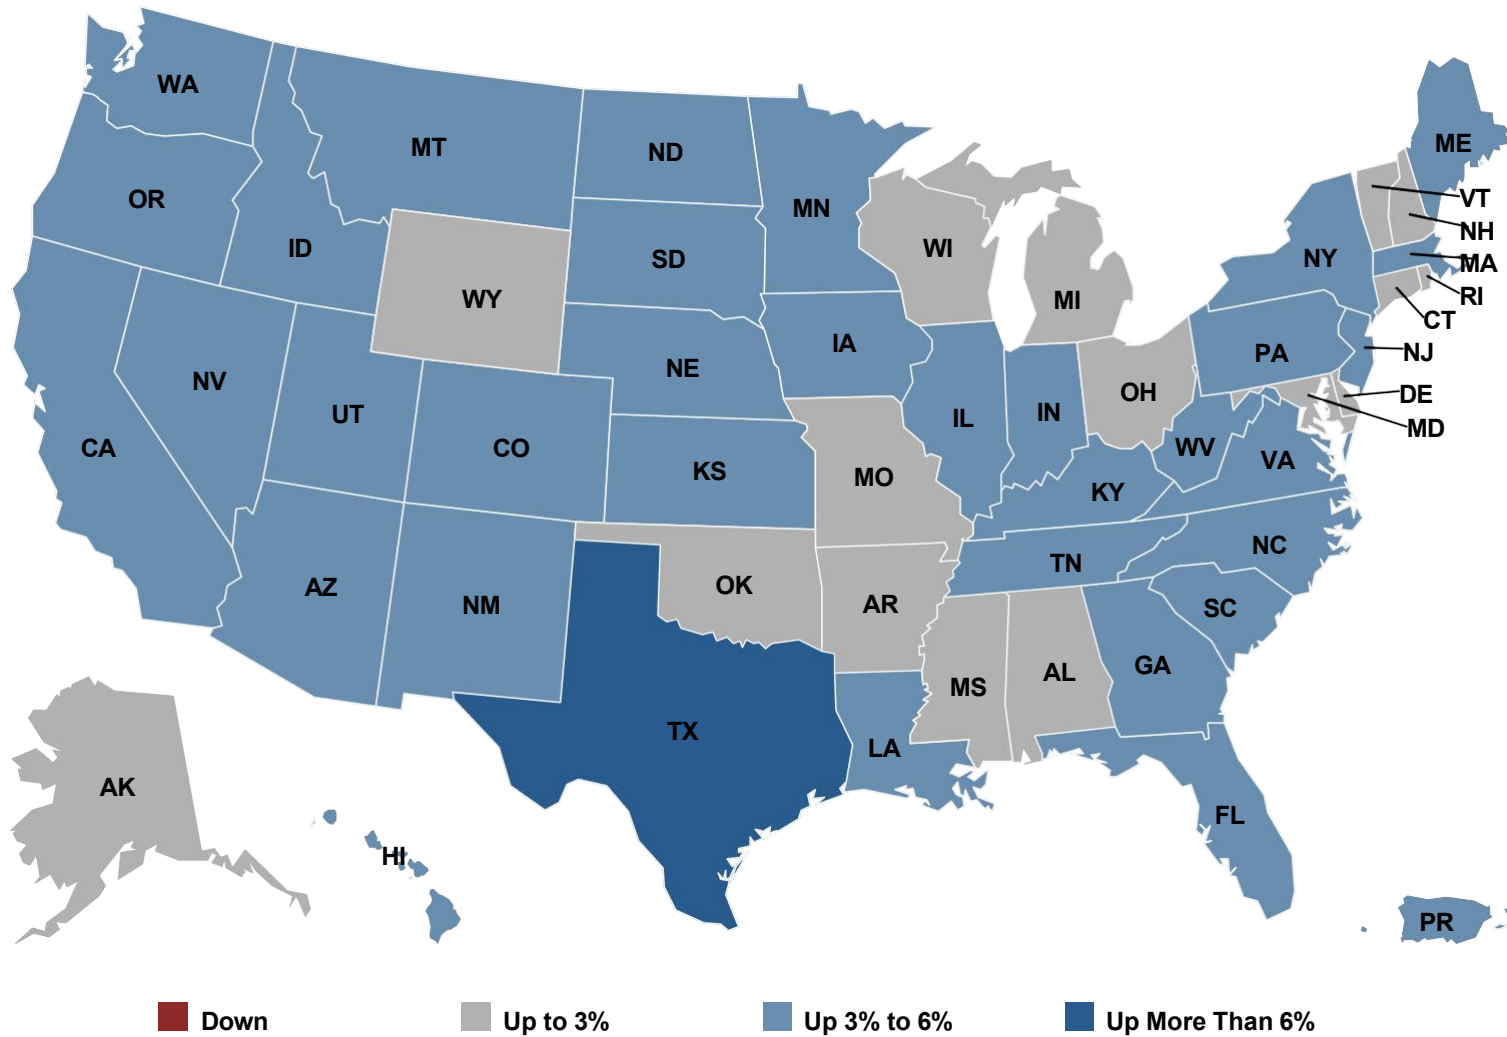 WA
MT
ND
ME
OR
MN
VT
ID
SD
WI
NH
NY
MA
WY
MI
RI
CT
IA
NJ
NE
PA
NV
UT
OH
DE
IL
IN
MD
CA
CO
KS
MO
WV
VA
KY
NC
AZ
OK
TN
NM
AR
SC
GA
MS
AL
TX
LA
AK
FL
HI
PR
Down
Up to 3%
Up 3% to 6%
Up More Than 6%